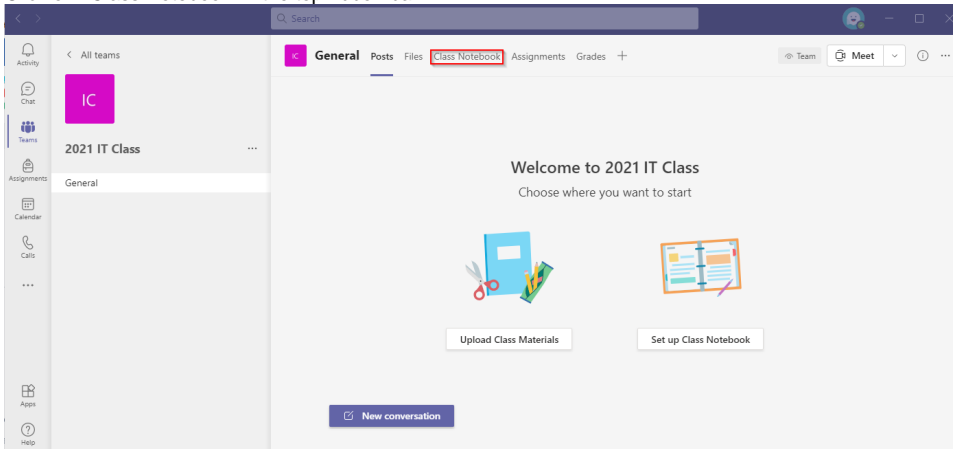 Search
Activity
Chat
Teams
Assignments
Calendar
Calls
Apps
Help
All teams
IC
2021 IT Class
General
IC
General Posts Files Class Notebook Assignments Grades
Team
Meet
Welcome to 2021 IT Class
Choose where you want to start
Upload Class Materials
Set up Class Notebook
New conversation